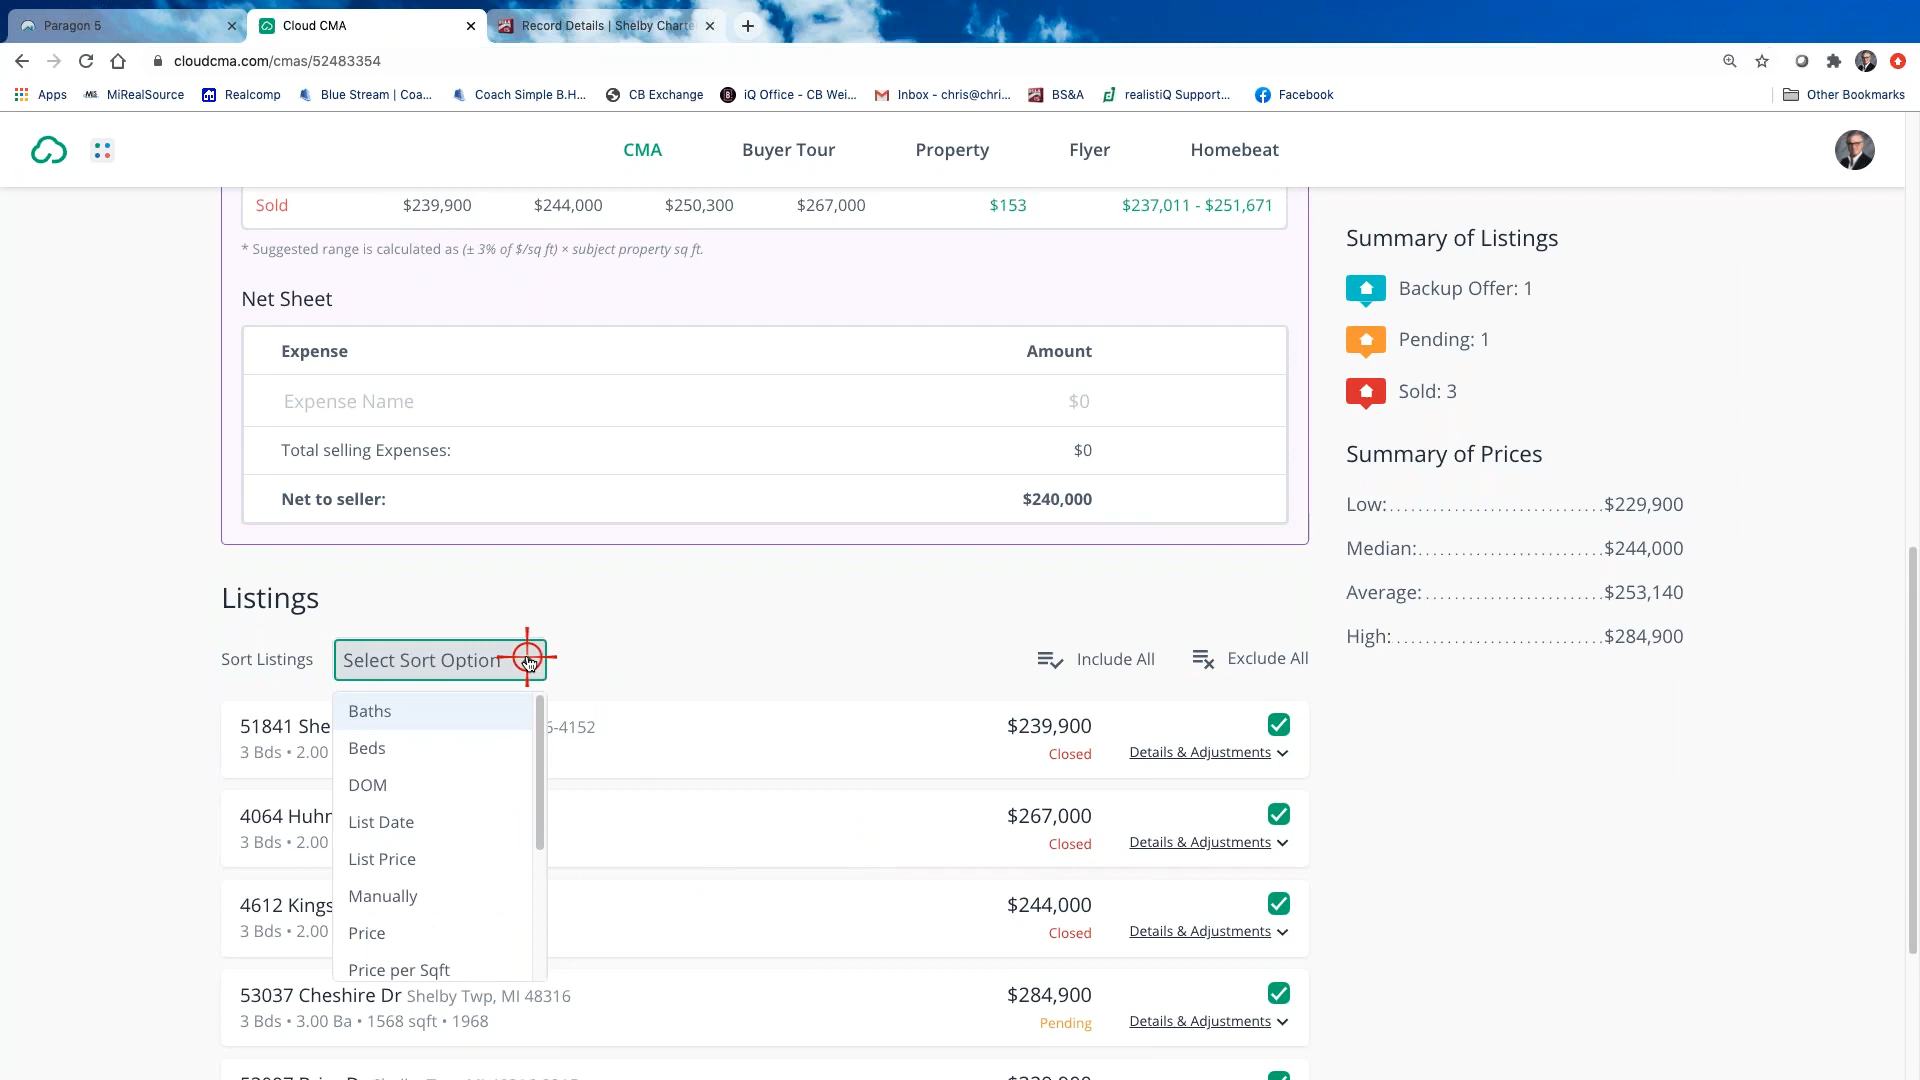 Paragon 5
Cloud CMA
Record Details | Shelby Charte
cloudcma.com/cmas/52483354
Apps
MiRealSource
Realcomp
Blue Stream | Coa...
Coach Simple B.H...
CB Exchange
iQ Office - CB Wei...
Inbox - chris@chri...
BS&A
realistiQ Support...
Facebook
Other Bookmarks
CMA
Buyer Tour
Property
Flyer
Homebeat
Sold $239,900 $244,000 $250,300 $267,000 $153 $237,011 - $251,671
* Suggested range is calculated as (± 3% of $/sq ft) × subject property sq ft.
Net Sheet
Expense Amount
Expense Name $0
Total selling Expenses: $0
Net to seller: $240,000
Summary of Listings
Backup Offer: 1
Pending: 1
Sold: 3
Summary of Prices
Low: $229,900
Median: $244,000
Average: $253,140
High: $284,900
Listings
Sort Listings Select Sort Option Include All Exclude All
Baths
Beds
DOM
List Date
List Price
Manually
Price
Price per Sqft
51841 She 6-4152 $239,900
3 Bds • 2.00 Closed Details & Adjustments
4064 Huhn $267,000
3 Bds • 2.00 Closed Details & Adjustments
4612 Kings $244,000
3 Bds • 2.00 Closed Details & Adjustments
53037 Cheshire Dr Shelby Twp, MI 48316 $284,900
3 Bds • 3.00 Ba • 1568 sqft • 1968 Pending Details & Adjustments